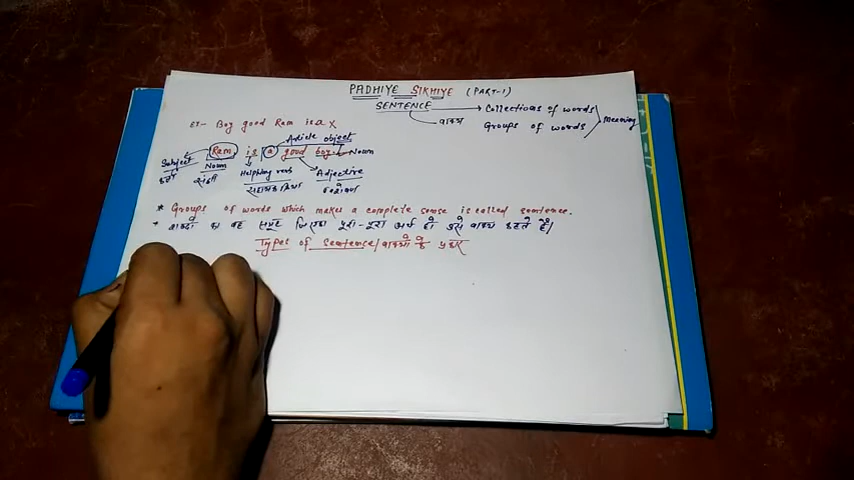 PADHIYE SIKHIYE (PART-1)
SENTENCE → Collections of words
वाक्य Groups of words Meaning
Ex- Boy good Ram is a ×
Article object
Ram is a good boy. Noun
Subject Noun Helping verb Adjective
कर्ता संज्ञा सहायक क्रिया विशेषण
* Groups of words which makes a complete sense is called sentence.
* शब्दों का वह समूह जिसका पूरा-पूरा अर्थ हो उसे वाक्य कहते हैं।
Types of Sentence / वाक्यों के प्रकार